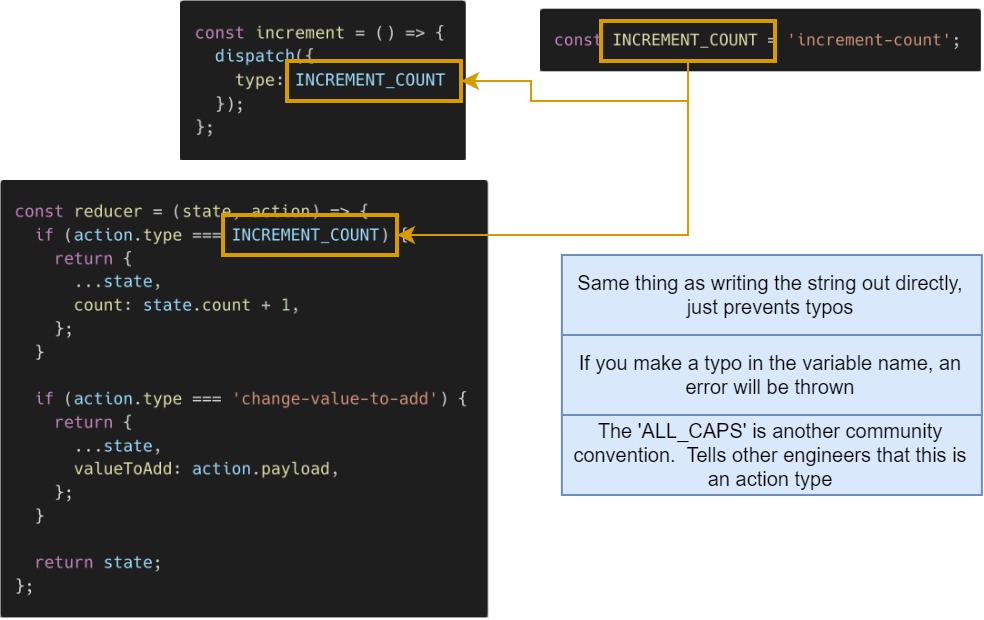 const increment = () => {
  dispatch({
    type: INCREMENT_COUNT
  });
};
const INCREMENT_COUNT = 'increment-count';
const reducer = (state, action) => {
  if (action.type === INCREMENT_COUNT) {
    return {
      ...state,
      count: state.count + 1,
    };
  }

  if (action.type === 'change-value-to-add') {
    return {
      ...state,
      valueToAdd: action.payload,
    };
  }

  return state;
};
Same thing as writing the string out directly,
just prevents typos
If you make a typo in the variable name, an
error will be thrown
The 'ALL_CAPS' is another community
convention.  Tells other engineers that this is
an action type